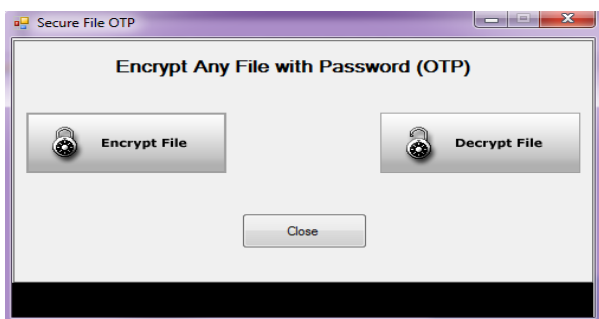 Secure File OTP
Encrypt Any File with Password (OTP)
Encrypt File
Decrypt File
Close